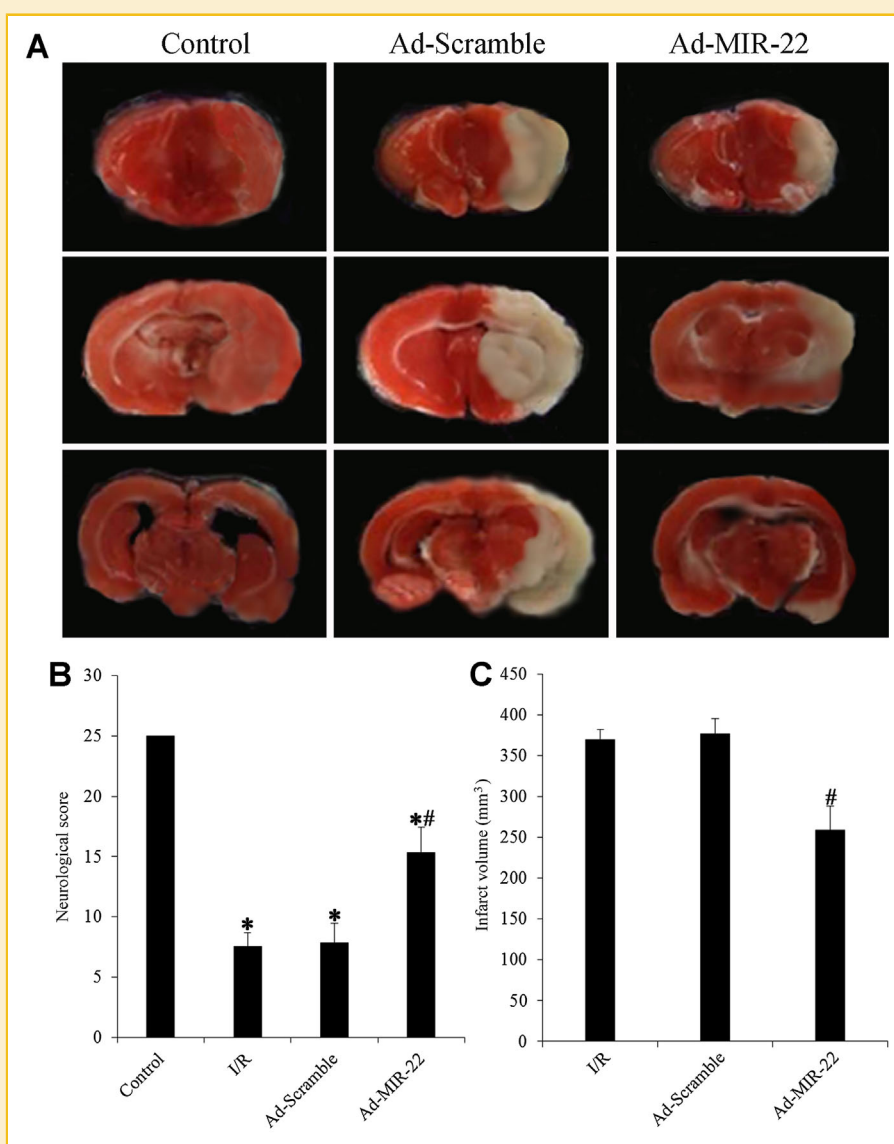 A
Control Ad-Scramble Ad-MIR-22
B
30
25
20
15
10
5
0
Neurological score
*
*
*#
Control I/R Ad-Scramble Ad-MIR-22
C
450
400
350
300
250
200
150
100
50
0
Infarct volume (mm³)
#
I/R Ad-Scramble Ad-MIR-22